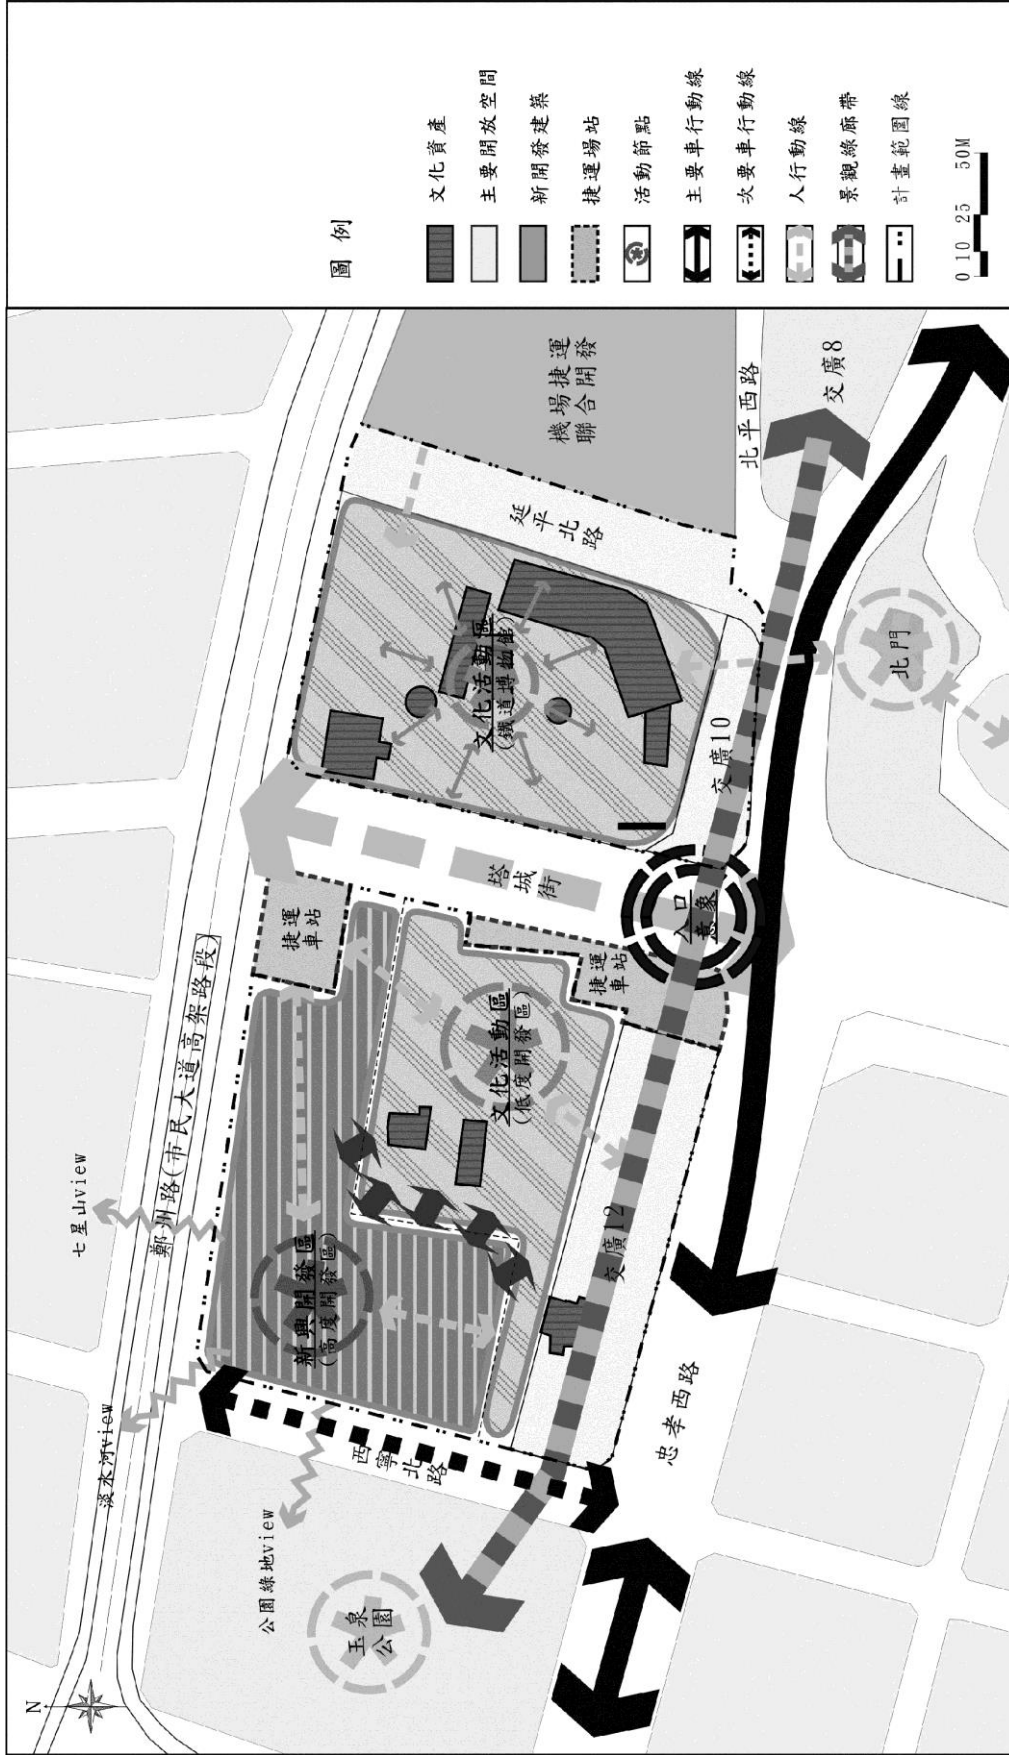 圖例
文化資產
主要開放空間
新開發建築
捷運場站
活動節點
主要車行動線
次要車行動線
人行動線
景觀綠廊帶
計畫範圍線
0 10 25 50M
N
七星山view
淡水河view
公園綠地view
鄭州路(市民大道高架路段)
捷運
車站
新興開發區
(高度開發區)
西寧北路
玉泉
公園
塔城街
文化活動區
(鐵道博物館)
延平北路
機場捷運
聯合開發
北平西路
交廣8
文化活動區
(低度開發區)
捷運
車站
入口
意象
交廣10
交廣12
北門
忠孝西路